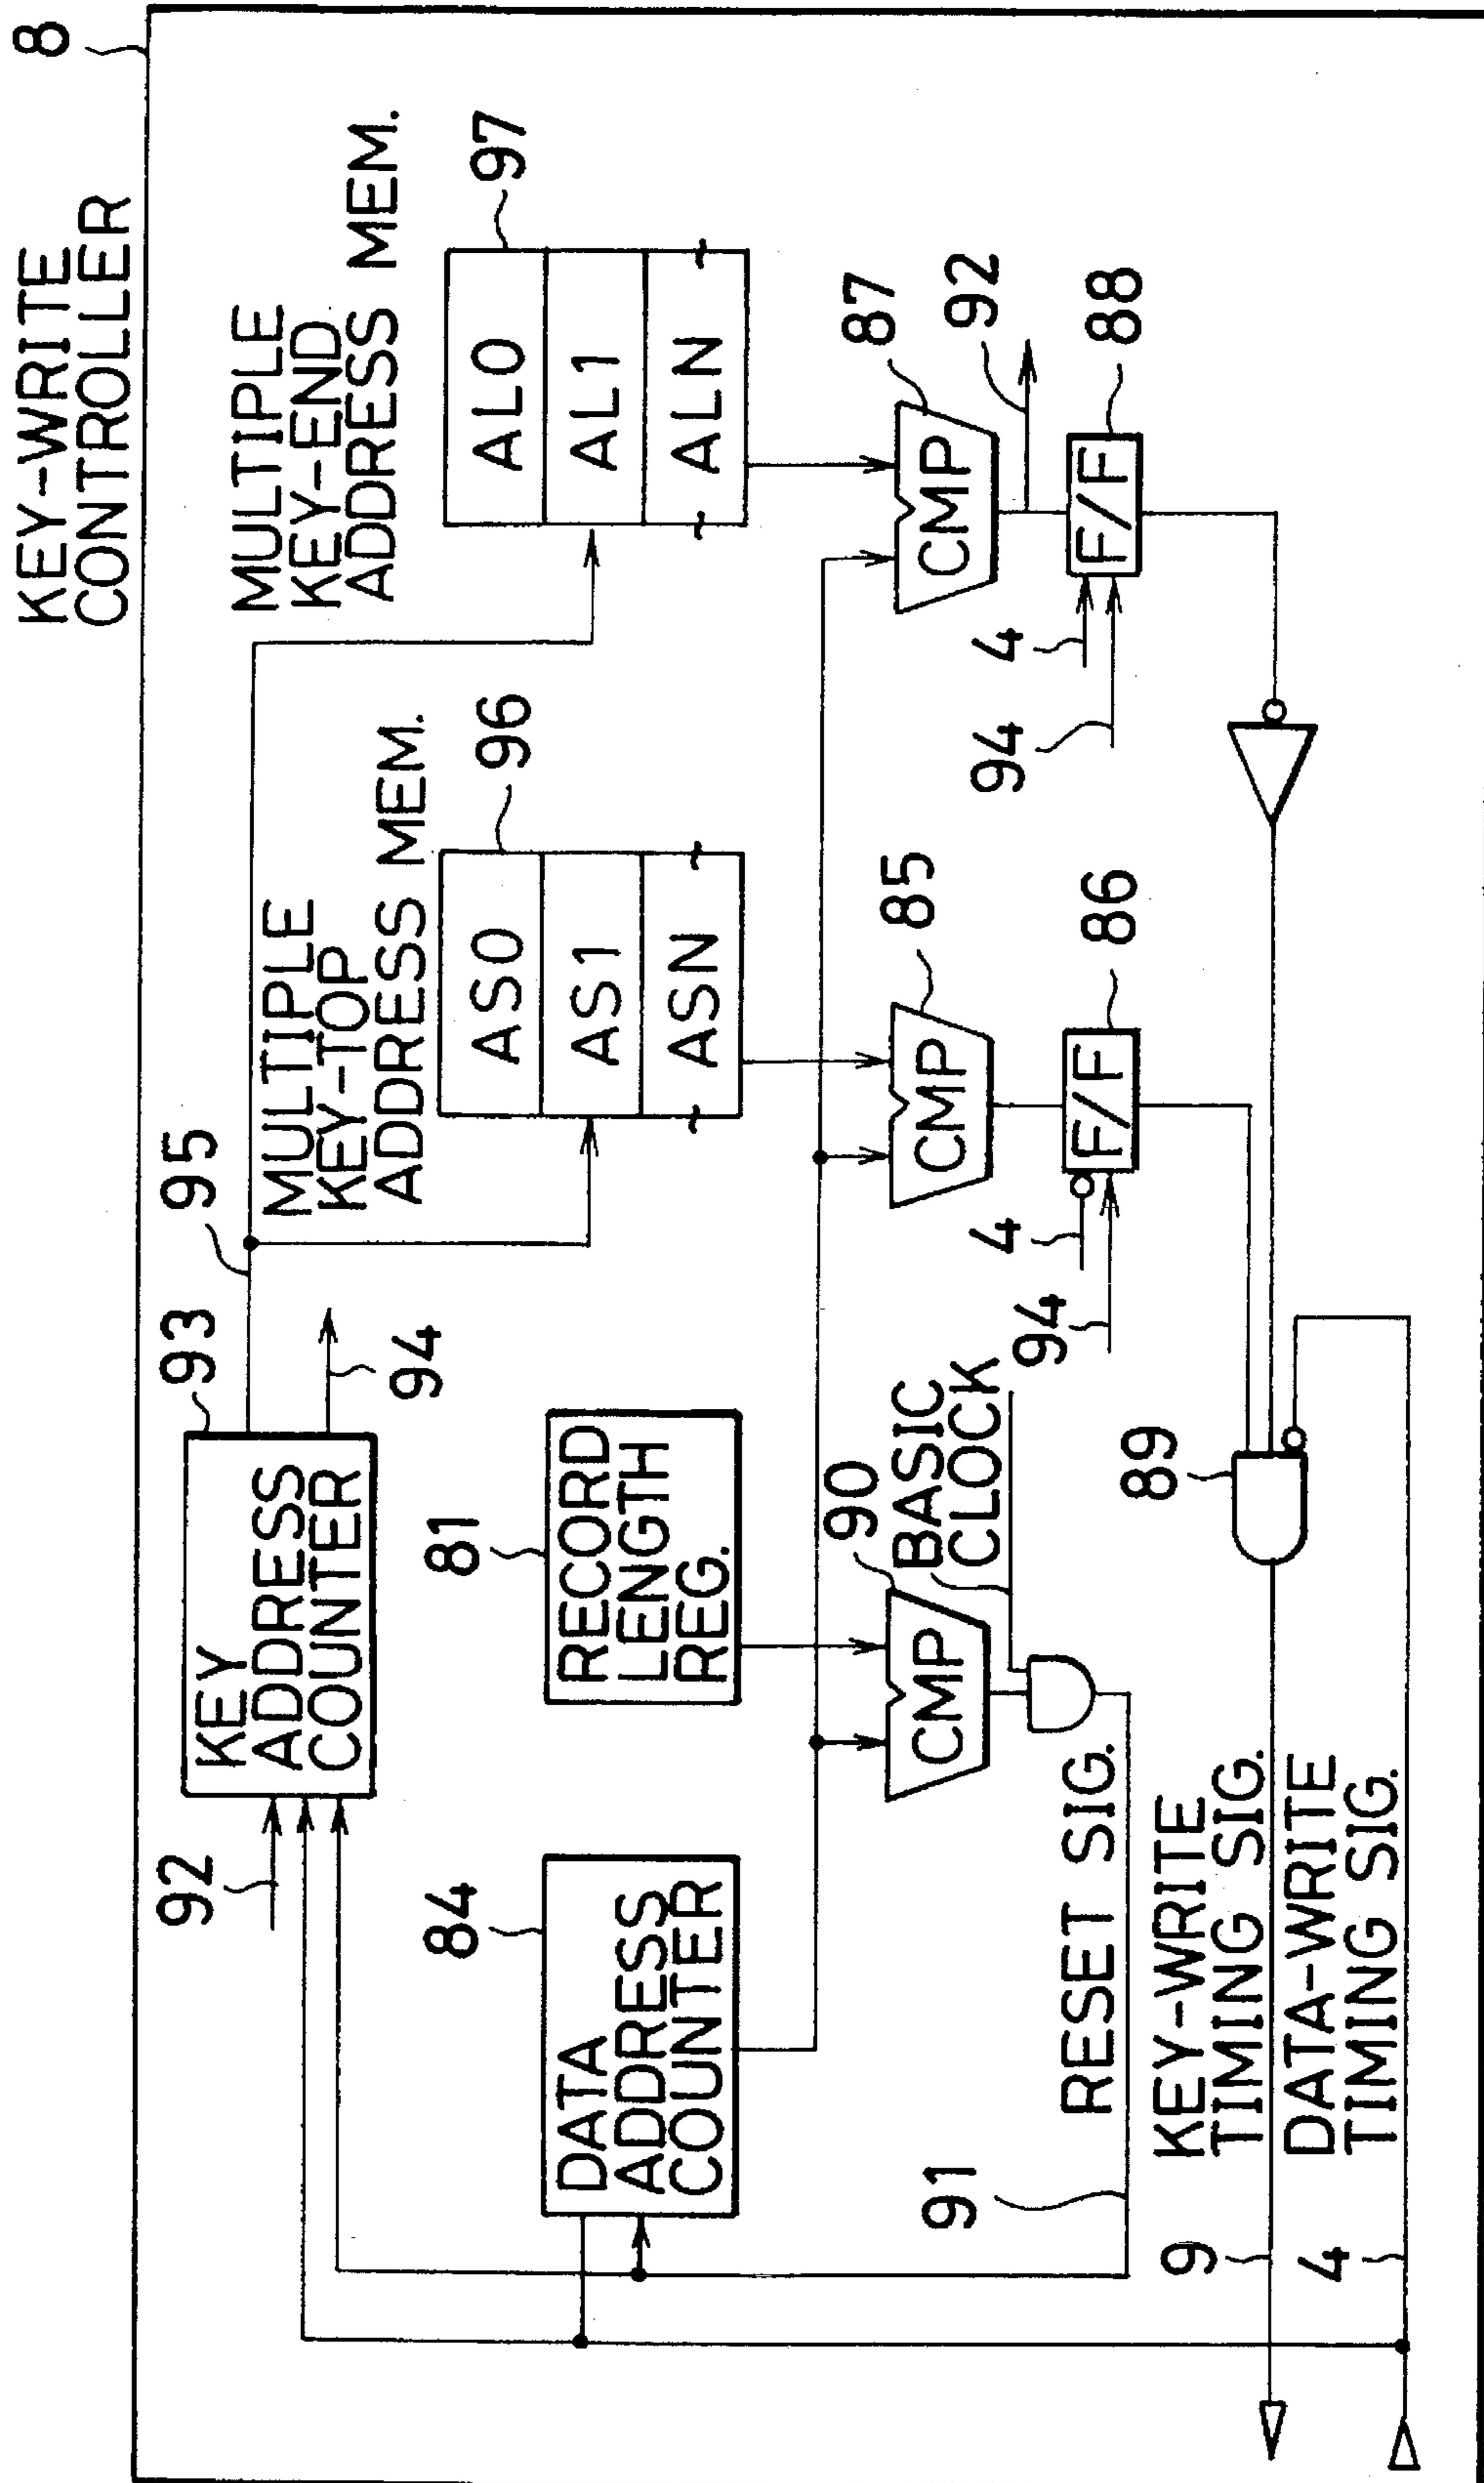 KEY-WRITE
CONTROLLER
8
92
KEY
ADDRESS
COUNTER
93
94
95
MULTIPLE
KEY-TOP
ADDRESS MEM.
AS0
AS1
ASN
96
MULTIPLE
KEY-END
ADDRESS MEM.
AL0
AL1
ALN
97
84
DATA
ADDRESS
COUNTER
81
RECORD
LENGTH
REG.
CMP
90
BASIC
CLOCK
CMP
85
CMP
87
92
4
94
F/F
86
4
94
F/F
88
91
RESET SIG.
89
9
KEY-WRITE
TIMING SIG.
4
DATA-WRITE
TIMING SIG.